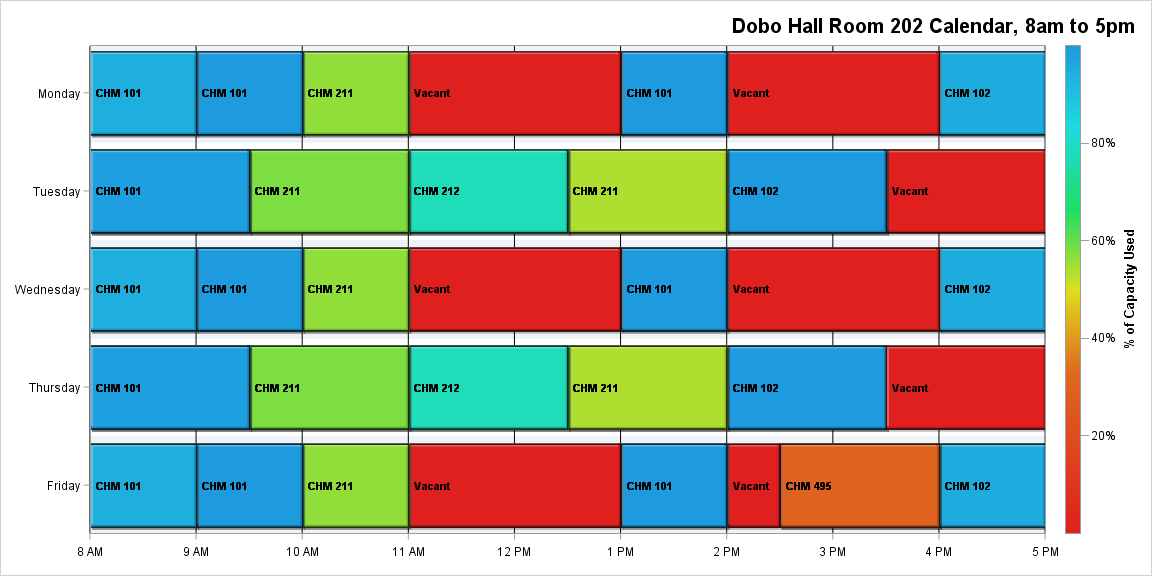 Dobo Hall Room 202 Calendar, 8am to 5pm
Monday
CHM 101
CHM 101
CHM 211
Vacant
CHM 101
Vacant
CHM 102
Tuesday
CHM 101
CHM 211
CHM 212
CHM 211
CHM 102
Vacant
Wednesday
CHM 101
CHM 101
CHM 211
Vacant
CHM 101
Vacant
CHM 102
Thursday
CHM 101
CHM 211
CHM 212
CHM 211
CHM 102
Vacant
Friday
CHM 101
CHM 101
CHM 211
Vacant
CHM 101
Vacant
CHM 495
CHM 102
8 AM
9 AM
10 AM
11 AM
12 PM
1 PM
2 PM
3 PM
4 PM
5 PM
80%
60%
40%
20%
% of Capacity Used